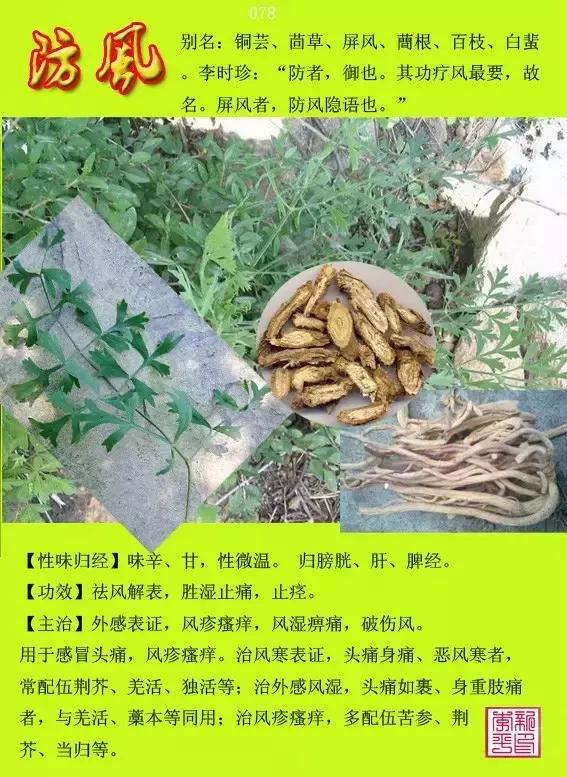 078
防风
别名：铜芸、茴草、屏风、蕳根、百枝、白蜚
。李时珍：“防者，御也。其功疗风最要，故
名。屏风者，防风隐语也。”
【性味归经】味辛、甘，性微温。 归膀胱、肝、脾经。
【功效】祛风解表，胜湿止痛，止痉。
【主治】外感表证，风疹瘙痒，风湿痹痛，破伤风。
用于感冒头痛，风疹瘙痒。治风寒表证，头痛身痛、恶风寒者，
常配伍荆芥、羌活、独活等；治外感风湿，头痛如裹、身重肢痛
者，与羌活、藁本等同用；治风疹瘙痒，多配伍苦参、荆
芥、当归等。